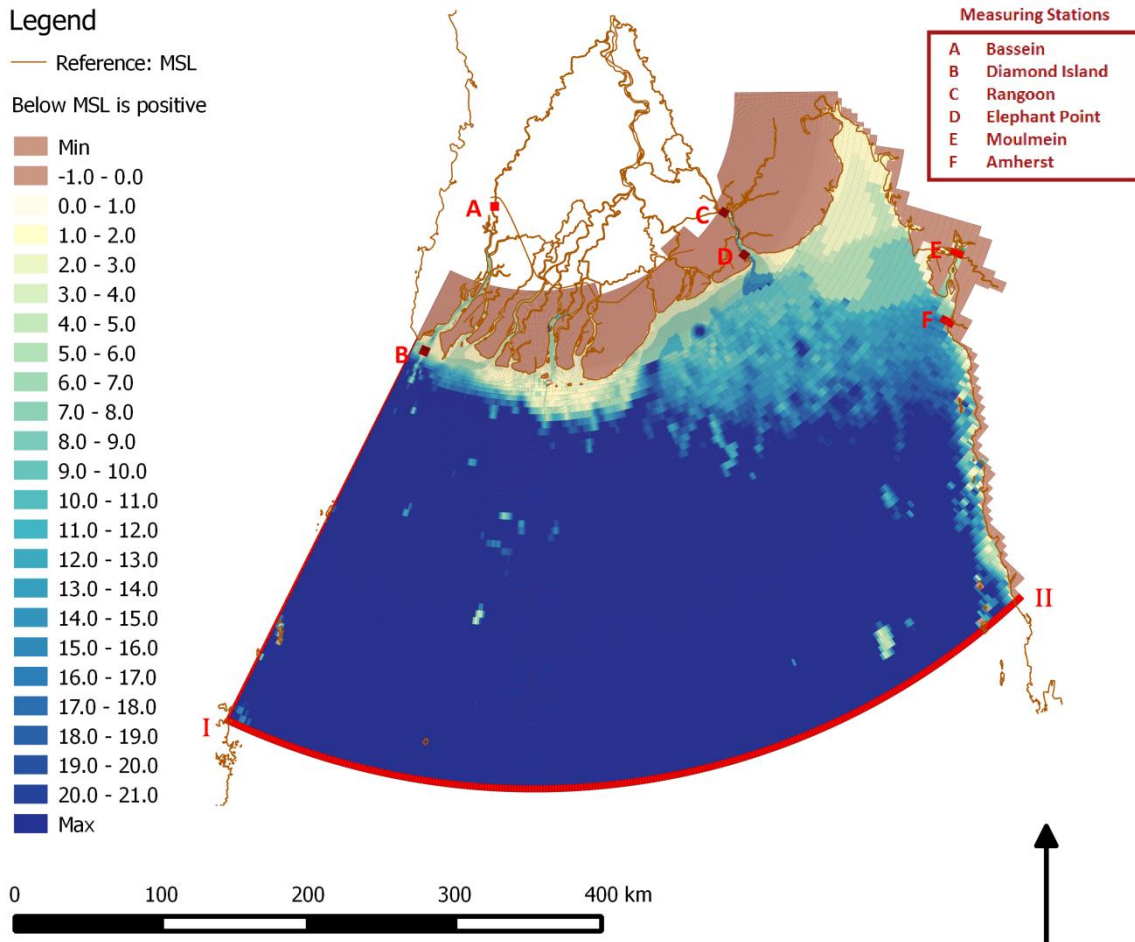 Legend
Reference: MSL
Below MSL is positive
Min
-1.0 - 0.0
0.0 - 1.0
1.0 - 2.0
2.0 - 3.0
3.0 - 4.0
4.0 - 5.0
5.0 - 6.0
6.0 - 7.0
7.0 - 8.0
8.0 - 9.0
9.0 - 10.0
10.0 - 11.0
11.0 - 12.0
12.0 - 13.0
13.0 - 14.0
14.0 - 15.0
15.0 - 16.0
16.0 - 17.0
17.0 - 18.0
18.0 - 19.0
19.0 - 20.0
20.0 - 21.0
Max
Measuring Stations
A Bassein
B Diamond Island
C Rangoon
D Elephant Point
E Moulmein
F Amherst
A
C
D
E
F
B
II
I
0 100 200 300 400 km